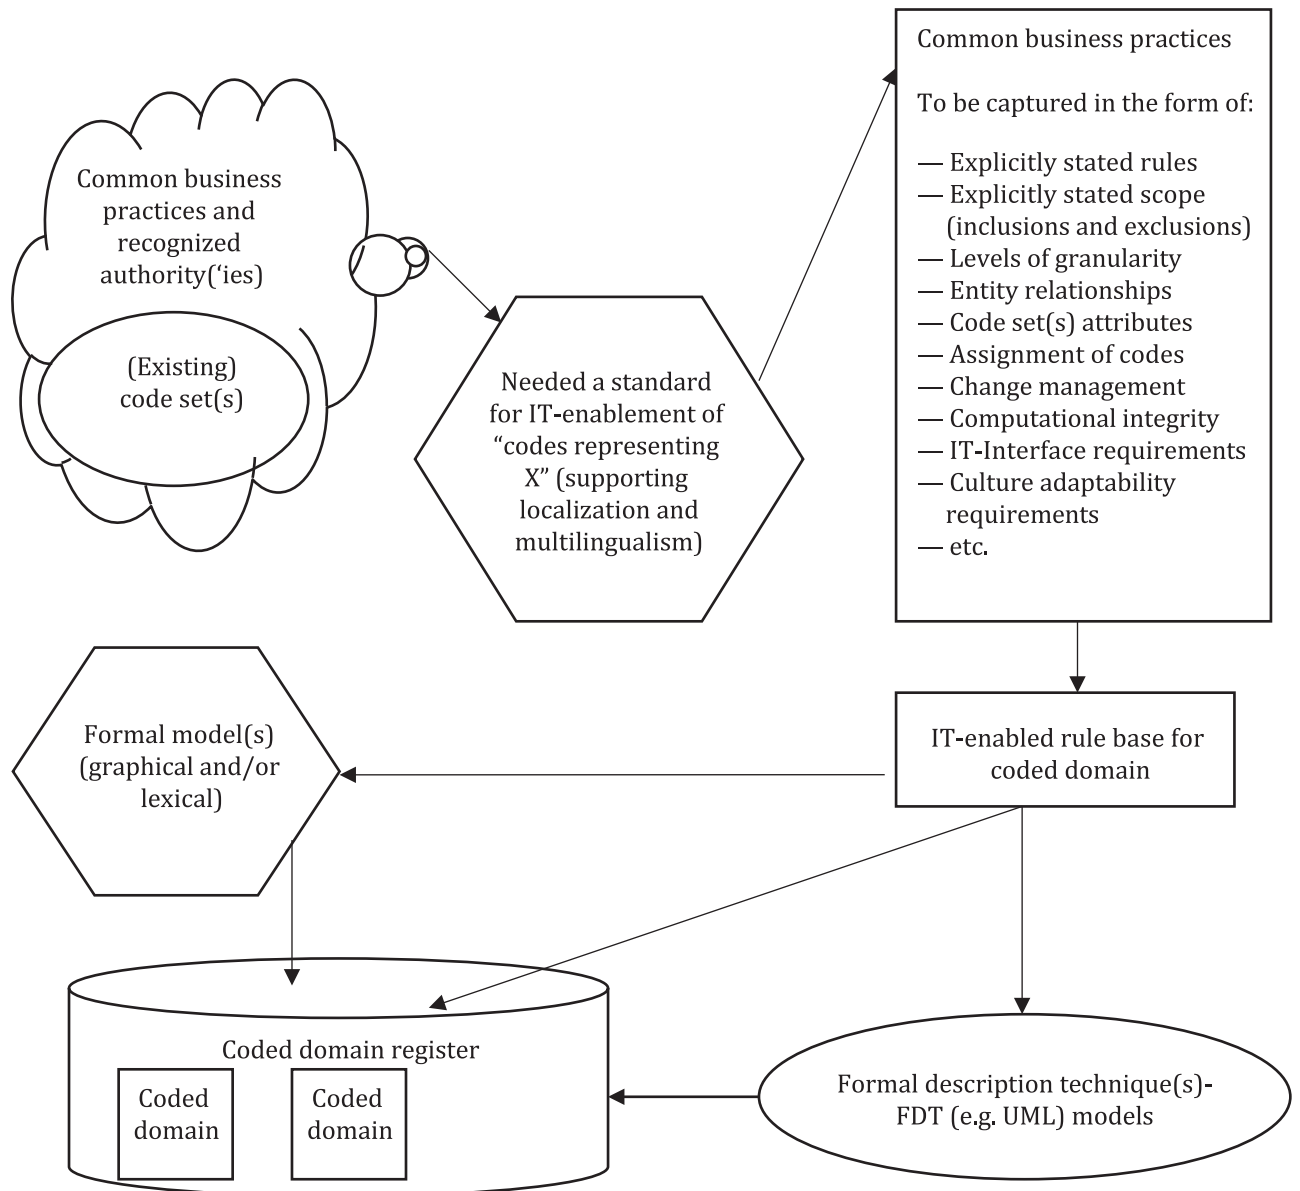 Common business
practices and
recognized
authority(‘ies)
(Existing)
code set(s)
Needed a standard
for IT-enablement of
“codes representing
X” (supporting
localization and
multilingualism)
Common business practices
To be captured in the form of:
— Explicitly stated rules
— Explicitly stated scope
(inclusions and exclusions)
— Levels of granularity
— Entity relationships
— Code set(s) attributes
— Assignment of codes
— Change management
— Computational integrity
— IT-Interface requirements
— Culture adaptability
requirements
— etc.
Formal model(s)
(graphical and/or
lexical)
IT-enabled rule base for
coded domain
Coded domain register
Coded
domain
Coded
domain
Formal description technique(s)-
FDT (e.g. UML) models